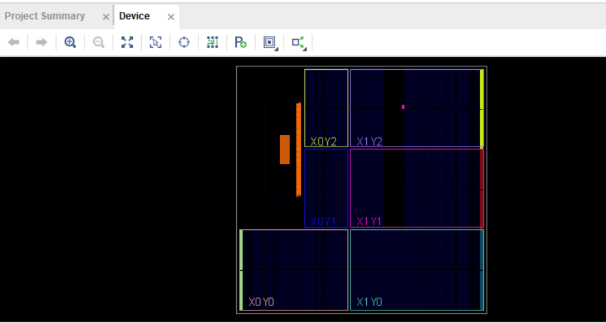 Project Summary × Device ×
X0Y2 X1Y2
X0Y1 X1Y1
X0Y0 X1Y0